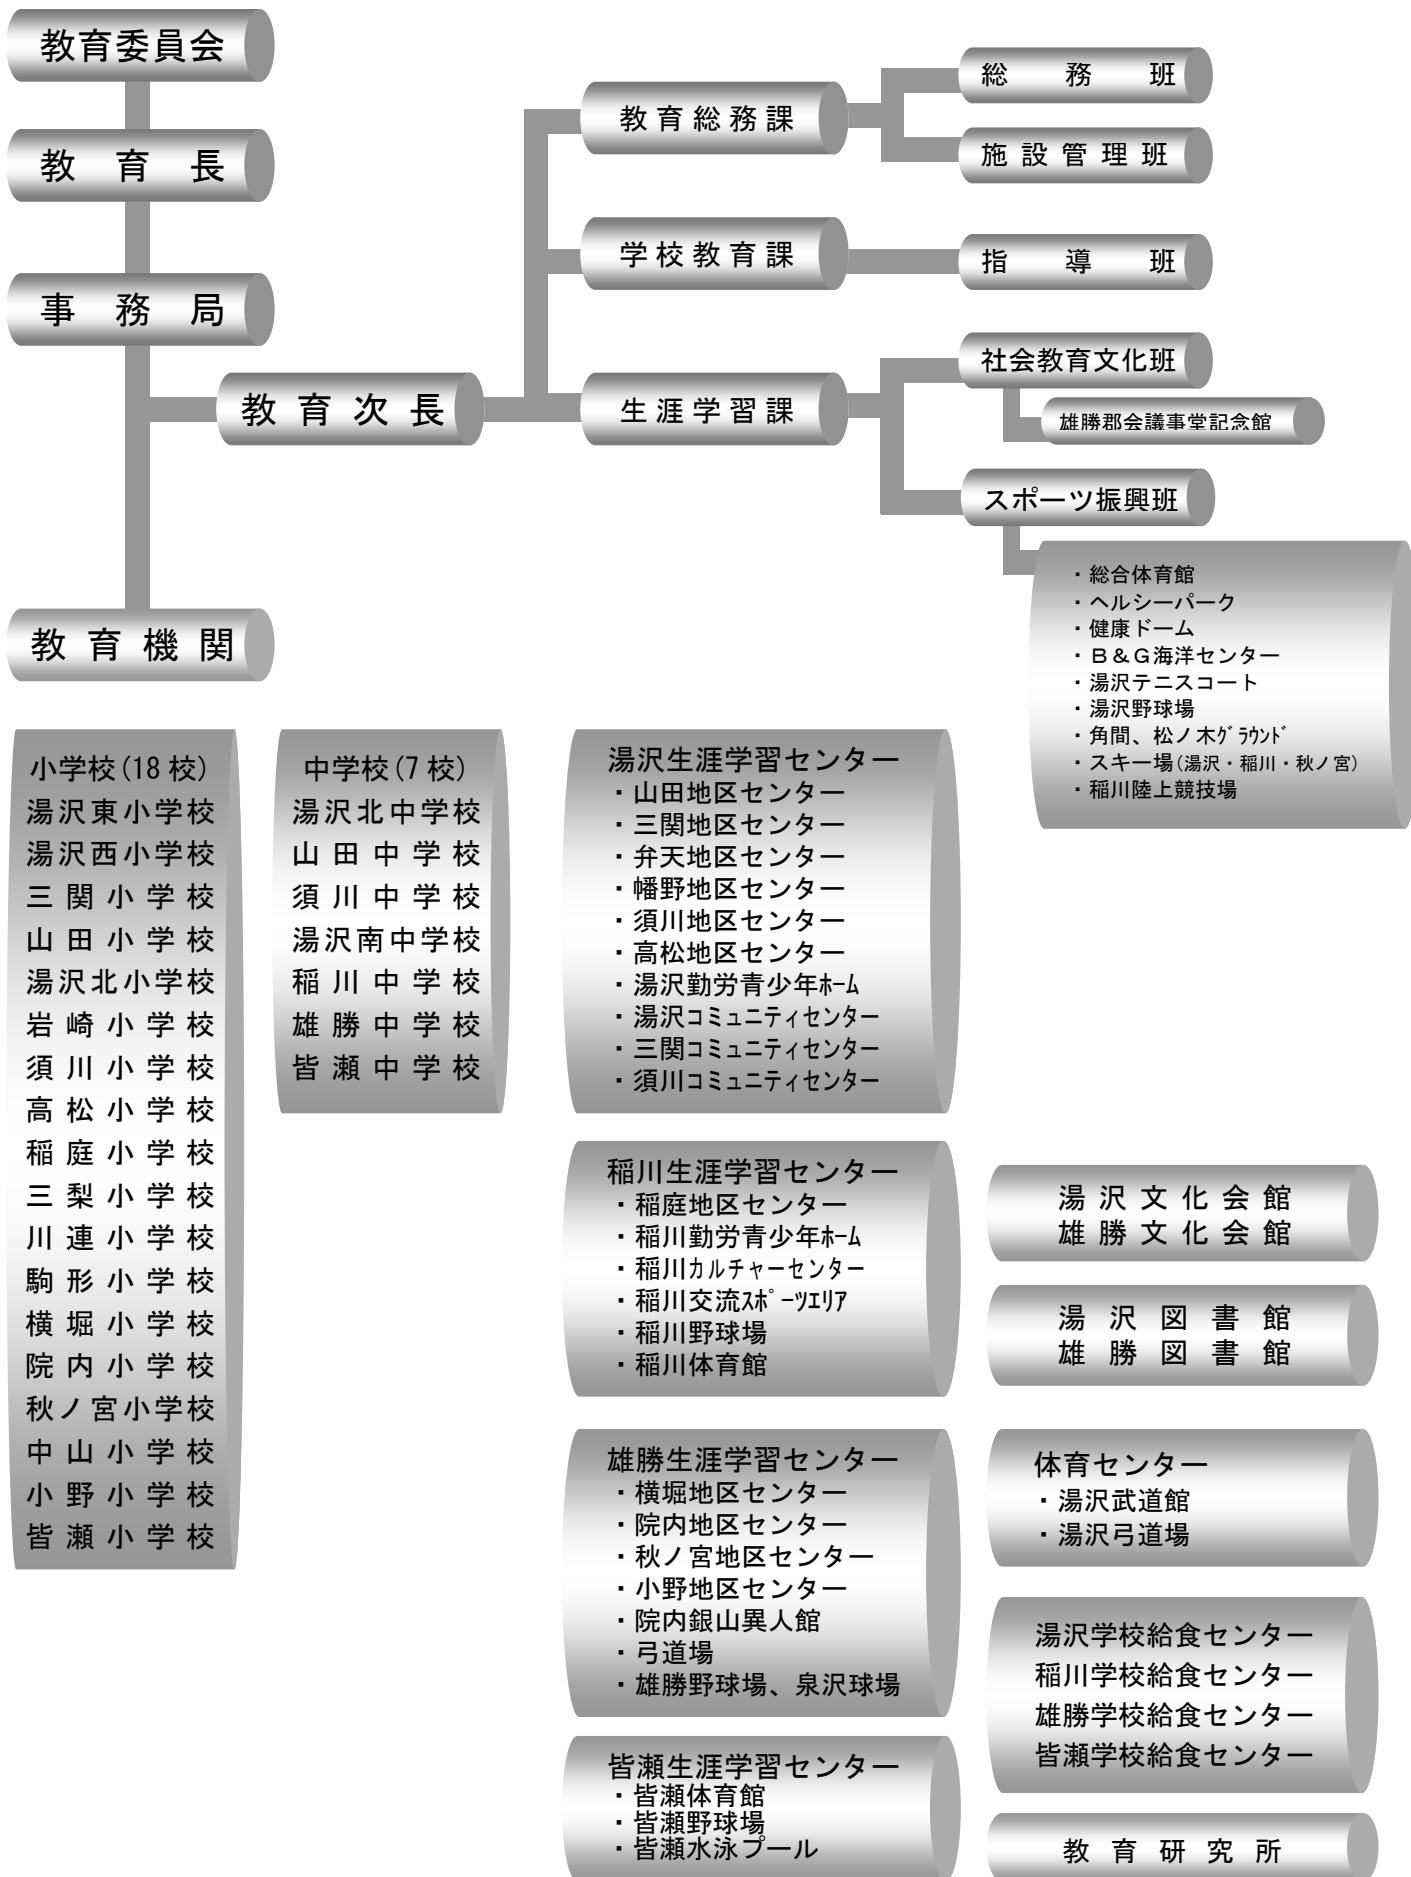 教育委員会
教育長
事務局
教育次長
教育機関
教育総務課
総務班
施設管理班
学校教育課
指導班
生涯学習課
社会教育文化班
雄勝郡会議事堂記念館
スポーツ振興班
・総合体育館
・ヘルシーパーク
・健康ドーム
・Ｂ＆Ｇ海洋センター
・湯沢テニスコート
・湯沢野球場
・角間、松ノ木ｸﾞﾗｳﾝﾄﾞ
・スキー場(湯沢・稲川・秋ノ宮)
・稲川陸上競技場
小学校(18校)
湯沢東小学校
湯沢西小学校
三関小学校
山田小学校
湯沢北小学校
岩崎小学校
須川小学校
高松小学校
稲庭小学校
三梨小学校
川連小学校
駒形小学校
横堀小学校
院内小学校
秋ノ宮小学校
中山小学校
小野小学校
皆瀬小学校
中学校(7校)
湯沢北中学校
山田中学校
須川中学校
湯沢南中学校
稲川中学校
雄勝中学校
皆瀬中学校
湯沢生涯学習センター
・山田地区センター
・三関地区センター
・弁天地区センター
・幡野地区センター
・須川地区センター
・高松地区センター
・湯沢勤労青少年ﾎｰﾑ
・湯沢コミュニティセンター
・三関コミュニティセンター
・須川コミュニティセンター
稲川生涯学習センター
・稲庭地区センター
・稲川勤労青少年ﾎｰﾑ
・稲川カルチャーセンター
・稲川交流ｽﾎﾟｰﾂｴﾘｱ
・稲川野球場
・稲川体育館
雄勝生涯学習センター
・横堀地区センター
・院内地区センター
・秋ノ宮地区センター
・小野地区センター
・院内銀山異人館
・弓道場
・雄勝野球場、泉沢球場
皆瀬生涯学習センター
・皆瀬体育館
・皆瀬野球場
・皆瀬水泳プール
湯沢文化会館
雄勝文化会館
湯沢図書館
雄勝図書館
体育センター
・湯沢武道館
・湯沢弓道場
湯沢学校給食センター
稲川学校給食センター
雄勝学校給食センター
皆瀬学校給食センター
教育研究所